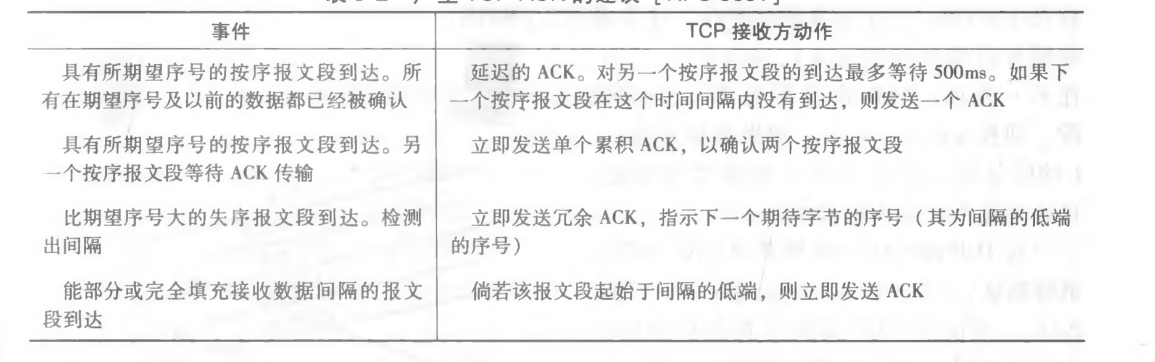 TCP ACK的建议 [RFC 5681]
事件
TCP 接收方动作
具有所期望序号的按序报文段到达。所
有在期望序号及以前的数据都已经被确认
延迟的 ACK。对另一个按序报文段的到达最多等待 500ms。如果下
一个按序报文段在这个时间间隔内没有到达，则发送一个 ACK
具有所期望序号的按序报文段到达。另
一个按序报文段等待 ACK 传输
立即发送单个累积 ACK，以确认两个按序报文段
比期望序号大的失序报文段到达。检测
出间隔
立即发送冗余 ACK，指示下一个期待字节的序号（其为间隔的低端
的序号）
能部分或完全填充接收数据间隔的报文
段到达
倘若该报文段起始于间隔的低端，则立即发送 ACK